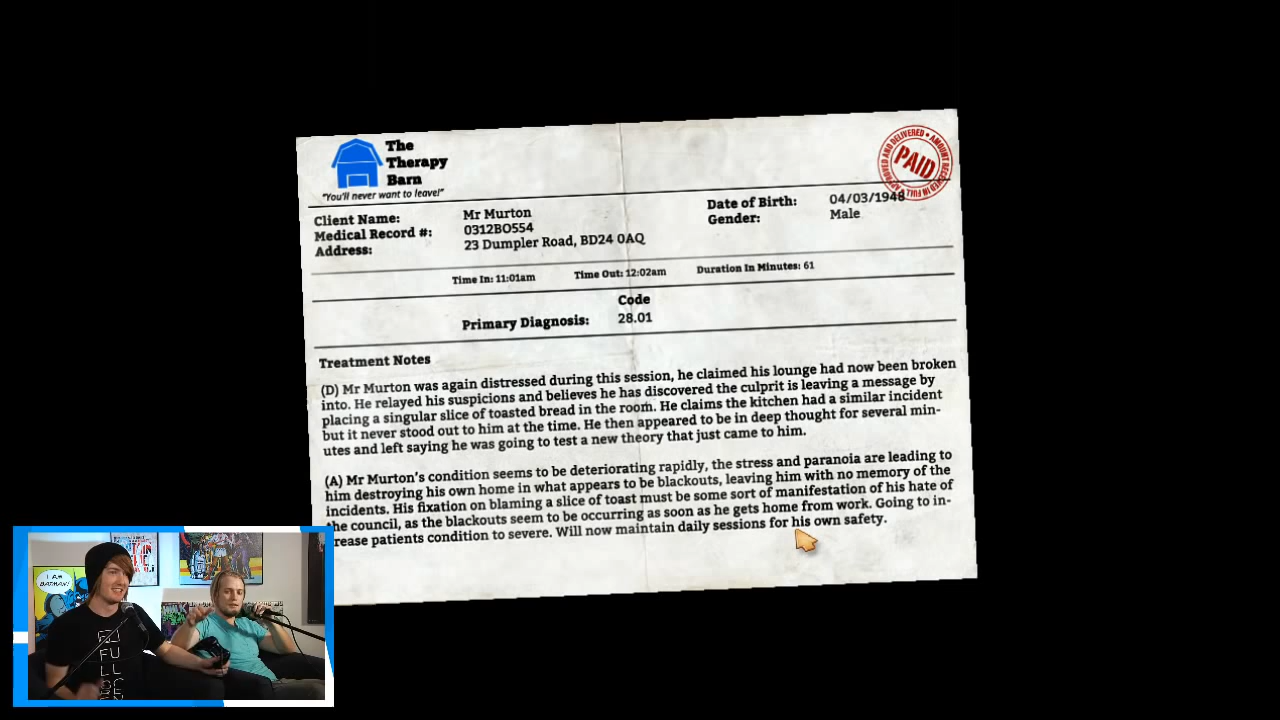 The
Therapy
Barn
"You'll never want to leave!"
PAID
Client Name: Mr Murton
Medical Record #: 0312BO554
Address: 23 Dumpler Road, BD24 0AQ
Date of Birth: 04/03/1948
Gender: Male
Time In: 11:01am Time Out: 12:02am Duration In Minutes: 61
Code
Primary Diagnosis: 28.01
Treatment Notes
(D) Mr Murton was again distressed during this session, he claimed his lounge had now been broken
into. He relayed his suspicions and believes he has discovered the culprit is leaving a message by
placing a singular slice of toasted bread in the room. He claims the kitchen had a similar incident
but it never stood out to him at the time. He then appeared to be in deep thought for several min-
utes and left saying he was going to test a new theory that just came to him.
(A) Mr Murton's condition seems to be deteriorating rapidly, the stress and paranoia are leading to
him destroying his own home in what appears to be blackouts, leaving him with no memory of the
incidents. His fixation on blaming a slice of toast must be some sort of manifestation of his hate of
the council, as the blackouts seem to be occurring as soon as he gets home from work. Going to in-
rease patients condition to severe. Will now maintain daily sessions for his own safety.
I AM
BATMAN!
FU
LL